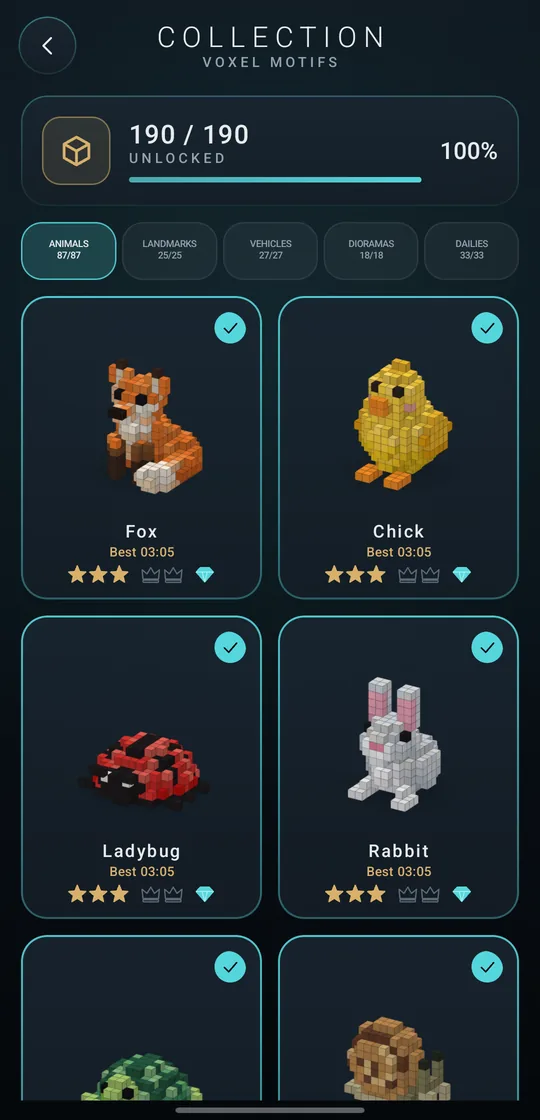 COLLECTION
VOXEL MOTIFS
190 / 190
UNLOCKED
100%
ANIMALS
87/87
LANDMARKS
25/25
VEHICLES
27/27
DIORAMAS
18/18
DAILIES
33/33
Fox
Best 03:05
Chick
Best 03:05
Ladybug
Best 03:05
Rabbit
Best 03:05